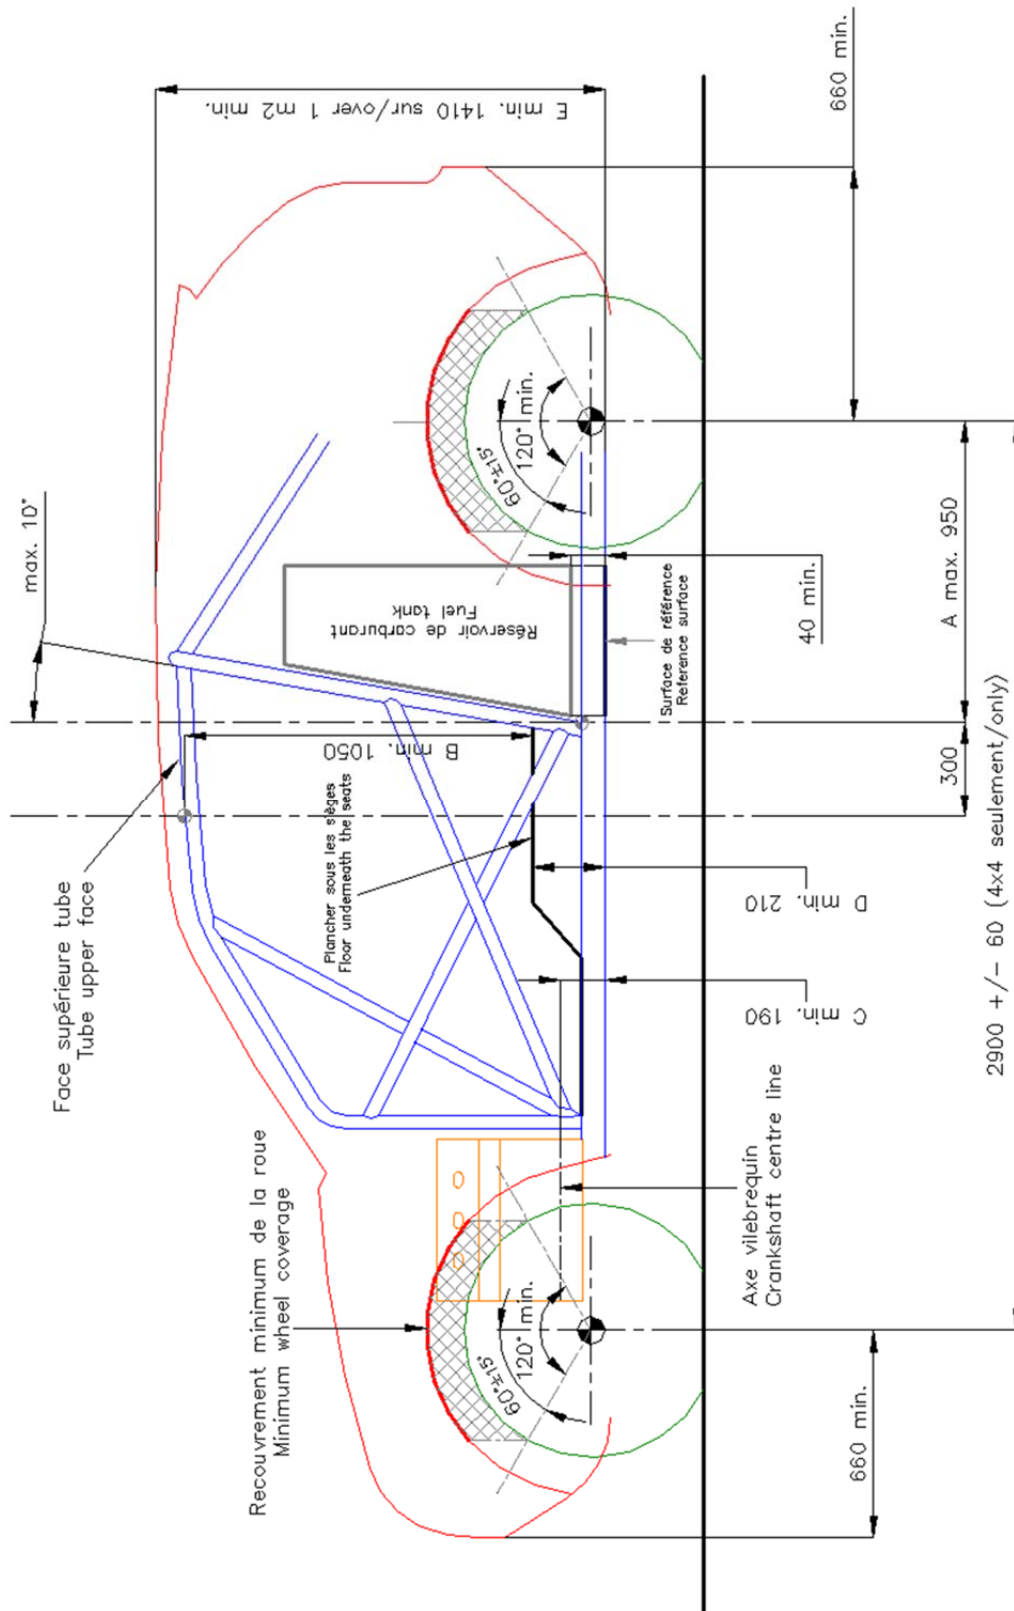 660 min.
E min. 1410 sur/over 1 m2 min.
max. 10°
Face supérieure tube
Tube upper face
Réservoir de carburant
Fuel tank
B min. 1050
Plancher sous les sièges
Floor underneath the seats
Surface de référence
Reference surface
120° min.
60°±15°
40 min.
A max. 950
300
D min. 210
C min. 190
2900 +/- 60 (4x4 seulement/only)
Recouvrement minimum de la roue
Minimum wheel coverage
120° min.
60°±15°
Axe vilebrequin
Crankshaft centre line
660 min.